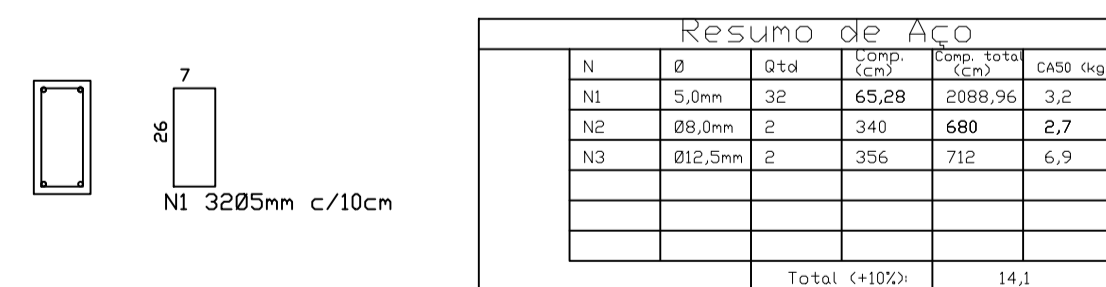 7
26
N1 32Ø5mm c/10cm
Resumo de Aço
N Ø Qtd Comp. (cm) Comp. total (cm) CA50 (kg
N1 5,0mm 32 65,28 2088,96 3,2
N2 Ø8,0mm 2 340 680 2,7
N3 Ø12,5mm 2 356 712 6,9
Total (+10%): 14,1